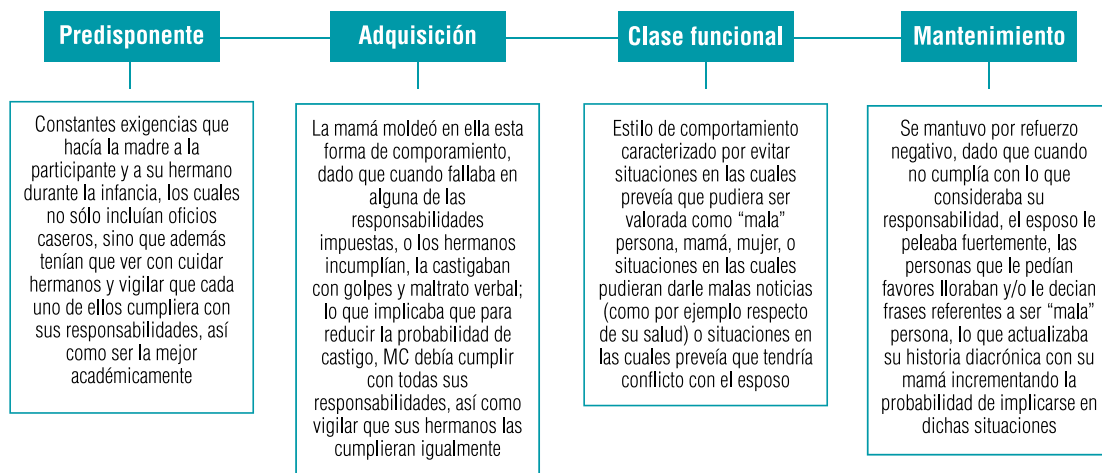 Predisponente
Constantes exigencias que
hacía la madre a la
participante y a su hermano
durante la infancia, los cuales
no sólo incluían oficios
caseros, sino que además
tenían que ver con cuidar
hermanos y vigilar que cada
uno de ellos cumpliera con
sus responsabilidades, así
como ser la mejor
académicamente
Adquisición
La mamá moldeó en ella esta
forma de comporamiento,
dado que cuando fallaba en
alguna de las
responsabilidades
impuestas, o los hermanos
incumplían, la castigaban
con golpes y maltrato verbal;
lo que implicaba que para
reducir la probabilidad de
castigo, MC debía cumplir
con todas sus
responsabilidades, así como
vigilar que sus hermanos las
cumplieran igualmente
Clase funcional
Estilo de comportamiento
caracterizado por evitar
situaciones en las cuales
preveía que pudiera ser
valorada como “mala”
persona, mamá, mujer, o
situaciones en las cuales
pudieran darle malas noticias
(como por ejemplo respecto
de su salud) o situaciones en
las cuales preveía que tendría
conflicto con el esposo
Mantenimiento
Se mantuvo por refuerzo
negativo, dado que cuando
no cumplía con lo que
consideraba su
responsabilidad, el esposo le
peleaba fuertemente, las
personas que le pedían
favores lloraban y/o le decian
frases referentes a ser “mala”
persona, lo que actualizaba
su historia diacrónica con su
mamá incrementando la
probabilidad de implicarse en
dichas situaciones